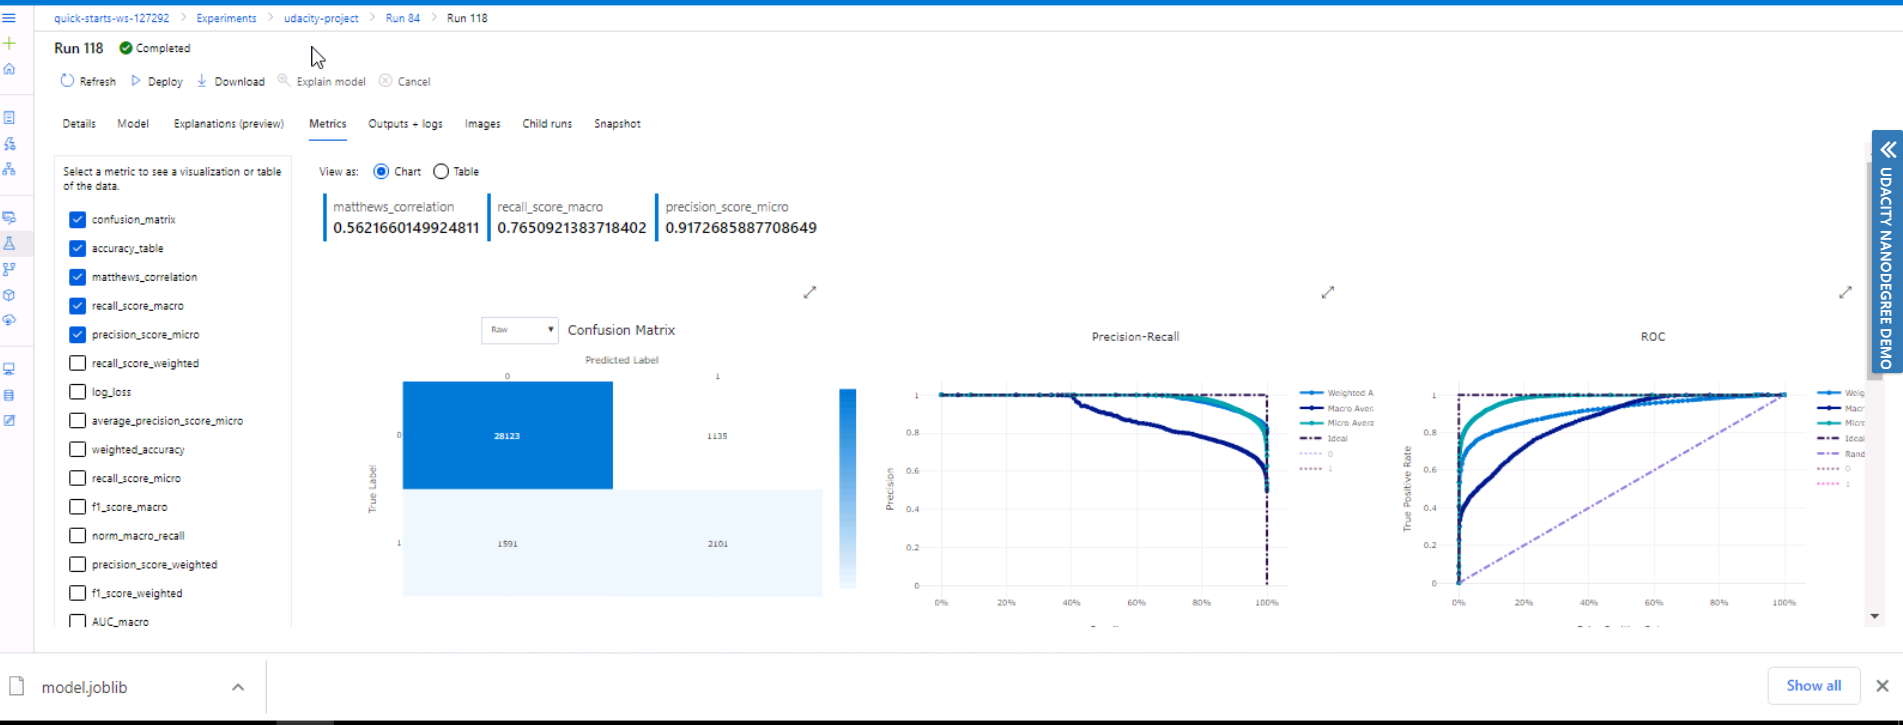 quick-starts-ws-127292 > Experiments > udacity-project > Run 84 > Run 118
Run 118 Completed
Refresh Deploy Download Explain model Cancel
Details Model Explanations (preview) Metrics Outputs + logs Images Child runs Snapshot
Select a metric to see a visualization or table
of the data.
confusion_matrix
accuracy_table
matthews_correlation
recall_score_macro
precision_score_micro
recall_score_weighted
log_loss
average_precision_score_micro
weighted_accuracy
recall_score_micro
f1_score_macro
norm_macro_recall
precision_score_weighted
f1_score_weighted
AUC_macro
View as: Chart Table
matthews_correlation
0.5621660149924811
recall_score_macro
0.7650921383718402
precision_score_micro
0.9172685887708649
Raw Confusion Matrix
Predicted Label
0 1
True Label
0 28123 1135
1 1591 2101
Precision-Recall
Precision
1
0.8
0.6
0.4
0.2
0
0% 20% 40% 60% 80% 100%
Weighted A
Macro Avera
Micro Avera
Ideal
0
1
ROC
True Positive Rate
1
0.8
0.6
0.4
0.2
0
0% 20% 40% 60% 80% 100%
Weig
Macr
Micr
Ideal
Rand
0
1
UDACITY NANODEGREE DEMO
model.joblib
Show all